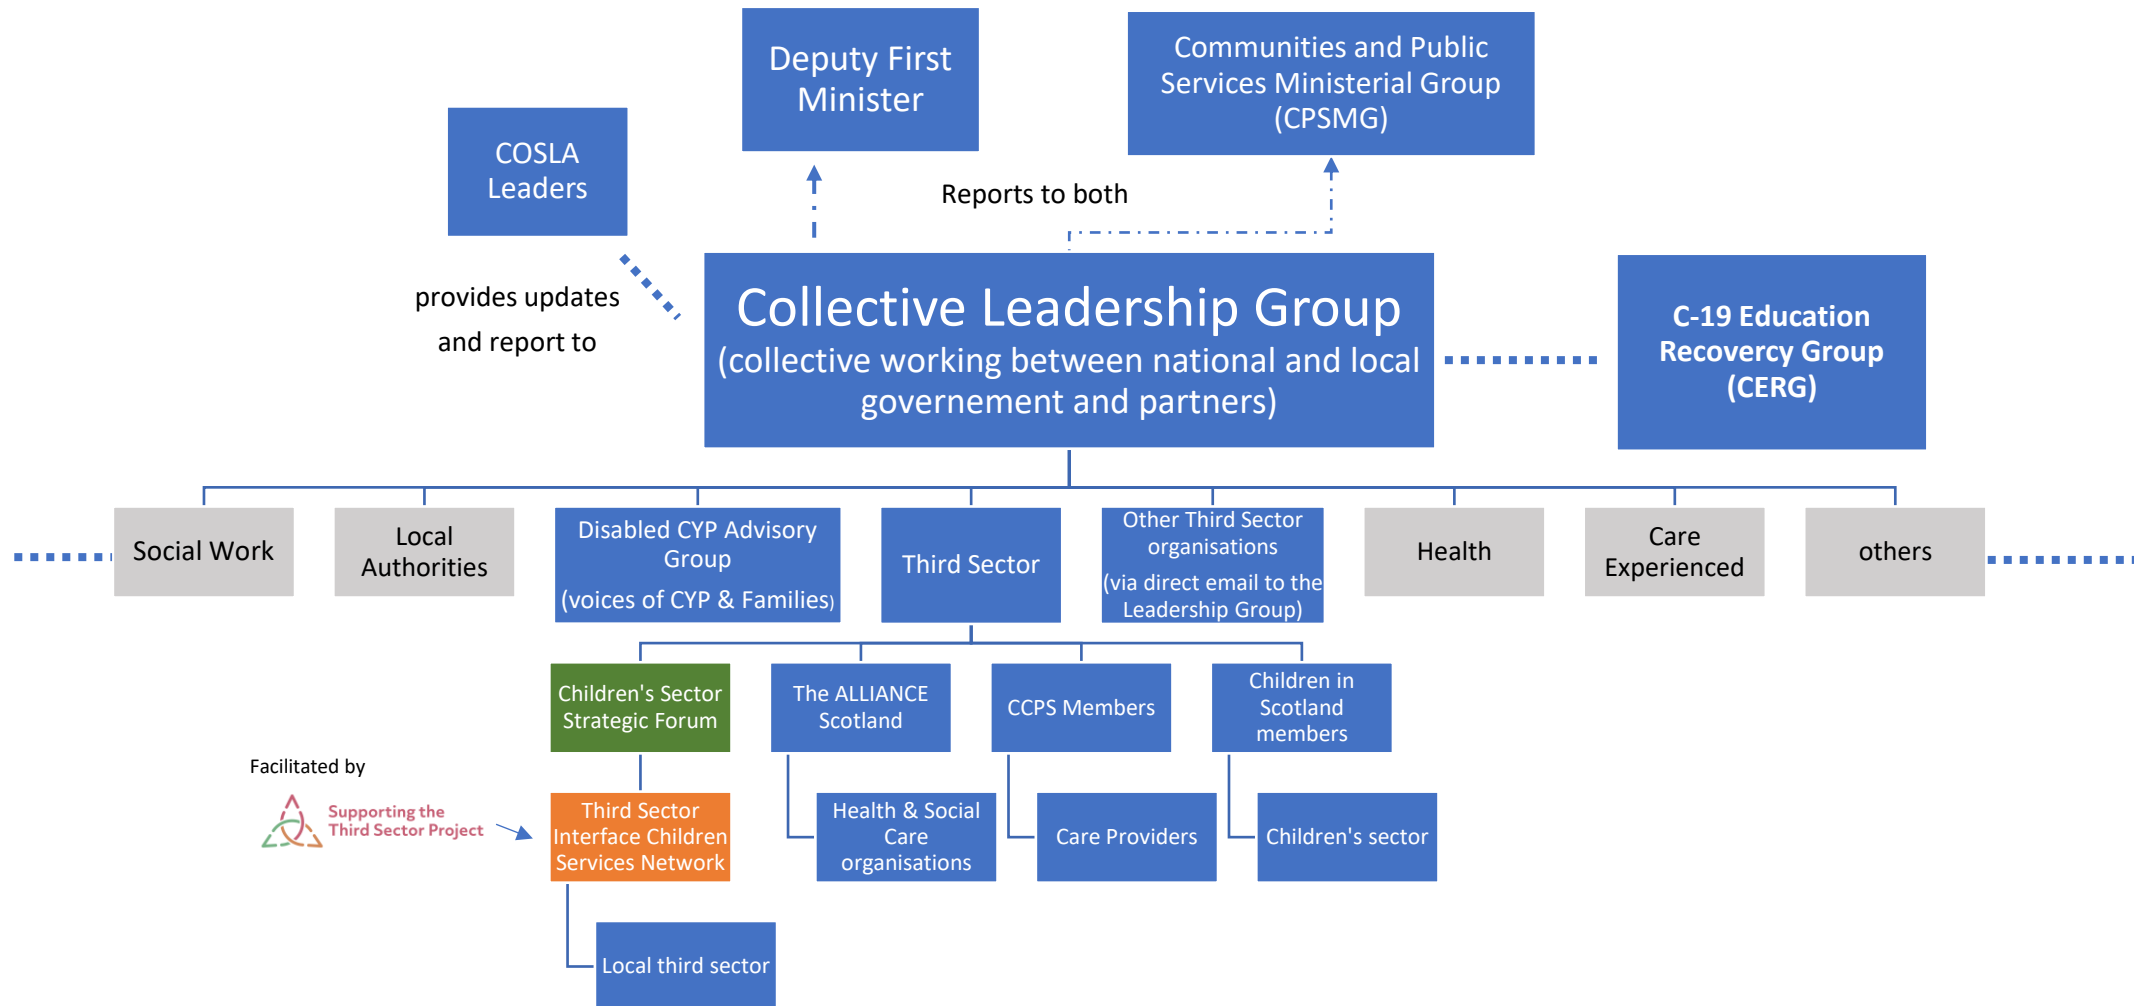 Deputy First
Minister
Communities and Public
Services Ministerial Group
(CPSMG)
COSLA
Leaders
Reports to both
provides updates
and report to
Collective Leadership Group
(collective working between national and local
governement and partners)
C-19 Education
Recovercy Group
(CERG)
Social Work
Local
Authorities
Disabled CYP Advisory
Group
(voices of CYP & Families)
Third Sector
Other Third Sector
organisations
(via direct email to the
Leadership Group)
Health
Care
Experienced
others
Children's Sector
Strategic Forum
The ALLIANCE
Scotland
CCPS Members
Children in
Scotland
members
Facilitated by
Supporting the
Third Sector Project
Third Sector
Interface Children
Services Network
Health & Social
Care
organisations
Care Providers
Children's sector
Local third sector